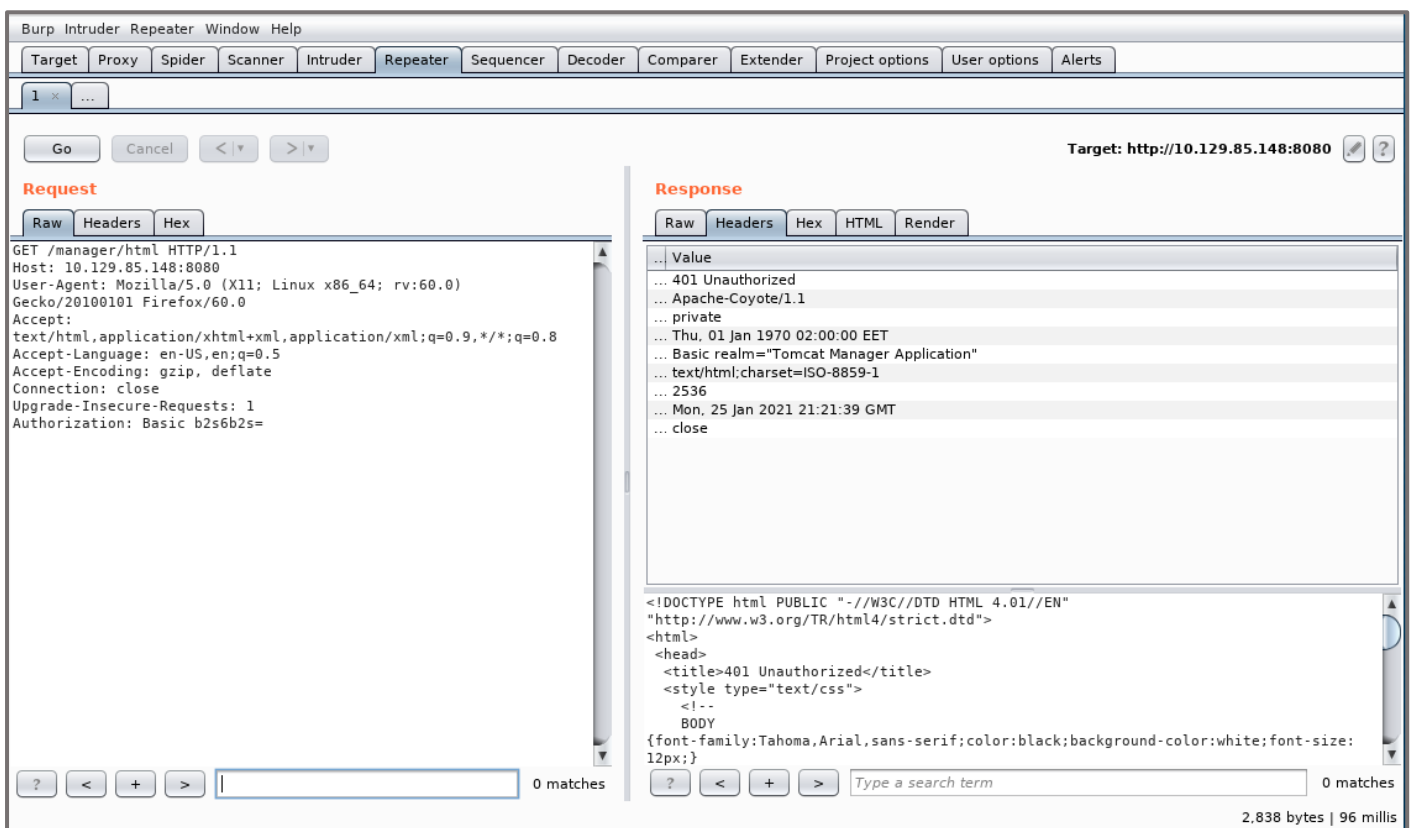 Burp Intruder Repeater Window Help
Target Proxy Spider Scanner Intruder Repeater Sequencer Decoder Comparer Extender Project options User options Alerts
1 × ...
Go Cancel < > Target: http://10.129.85.148:8080 ?
Request
Raw Headers Hex
GET /manager/html HTTP/1.1
Host: 10.129.85.148:8080
User-Agent: Mozilla/5.0 (X11; Linux x86_64; rv:60.0)
Gecko/20100101 Firefox/60.0
Accept:
text/html,application/xhtml+xml,application/xml;q=0.9,*/*;q=0.8
Accept-Language: en-US,en;q=0.5
Accept-Encoding: gzip, deflate
Connection: close
Upgrade-Insecure-Requests: 1
Authorization: Basic b2s6b2s=
? < + > 0 matches
Response
Raw Headers Hex HTML Render
... Value
... 401 Unauthorized
... Apache-Coyote/1.1
... private
... Thu, 01 Jan 1970 02:00:00 EET
... Basic realm="Tomcat Manager Application"
... text/html;charset=ISO-8859-1
... 2536
... Mon, 25 Jan 2021 21:21:39 GMT
... close
<!DOCTYPE html PUBLIC "-//W3C//DTD HTML 4.01//EN"
"http://www.w3.org/TR/html4/strict.dtd">
<html>
<head>
<title>401 Unauthorized</title>
<style type="text/css">
<!--
BODY
{font-family:Tahoma,Arial,sans-serif;color:black;background-color:white;font-size:
12px;}
? < + > Type a search term 0 matches
2,838 bytes | 96 millis